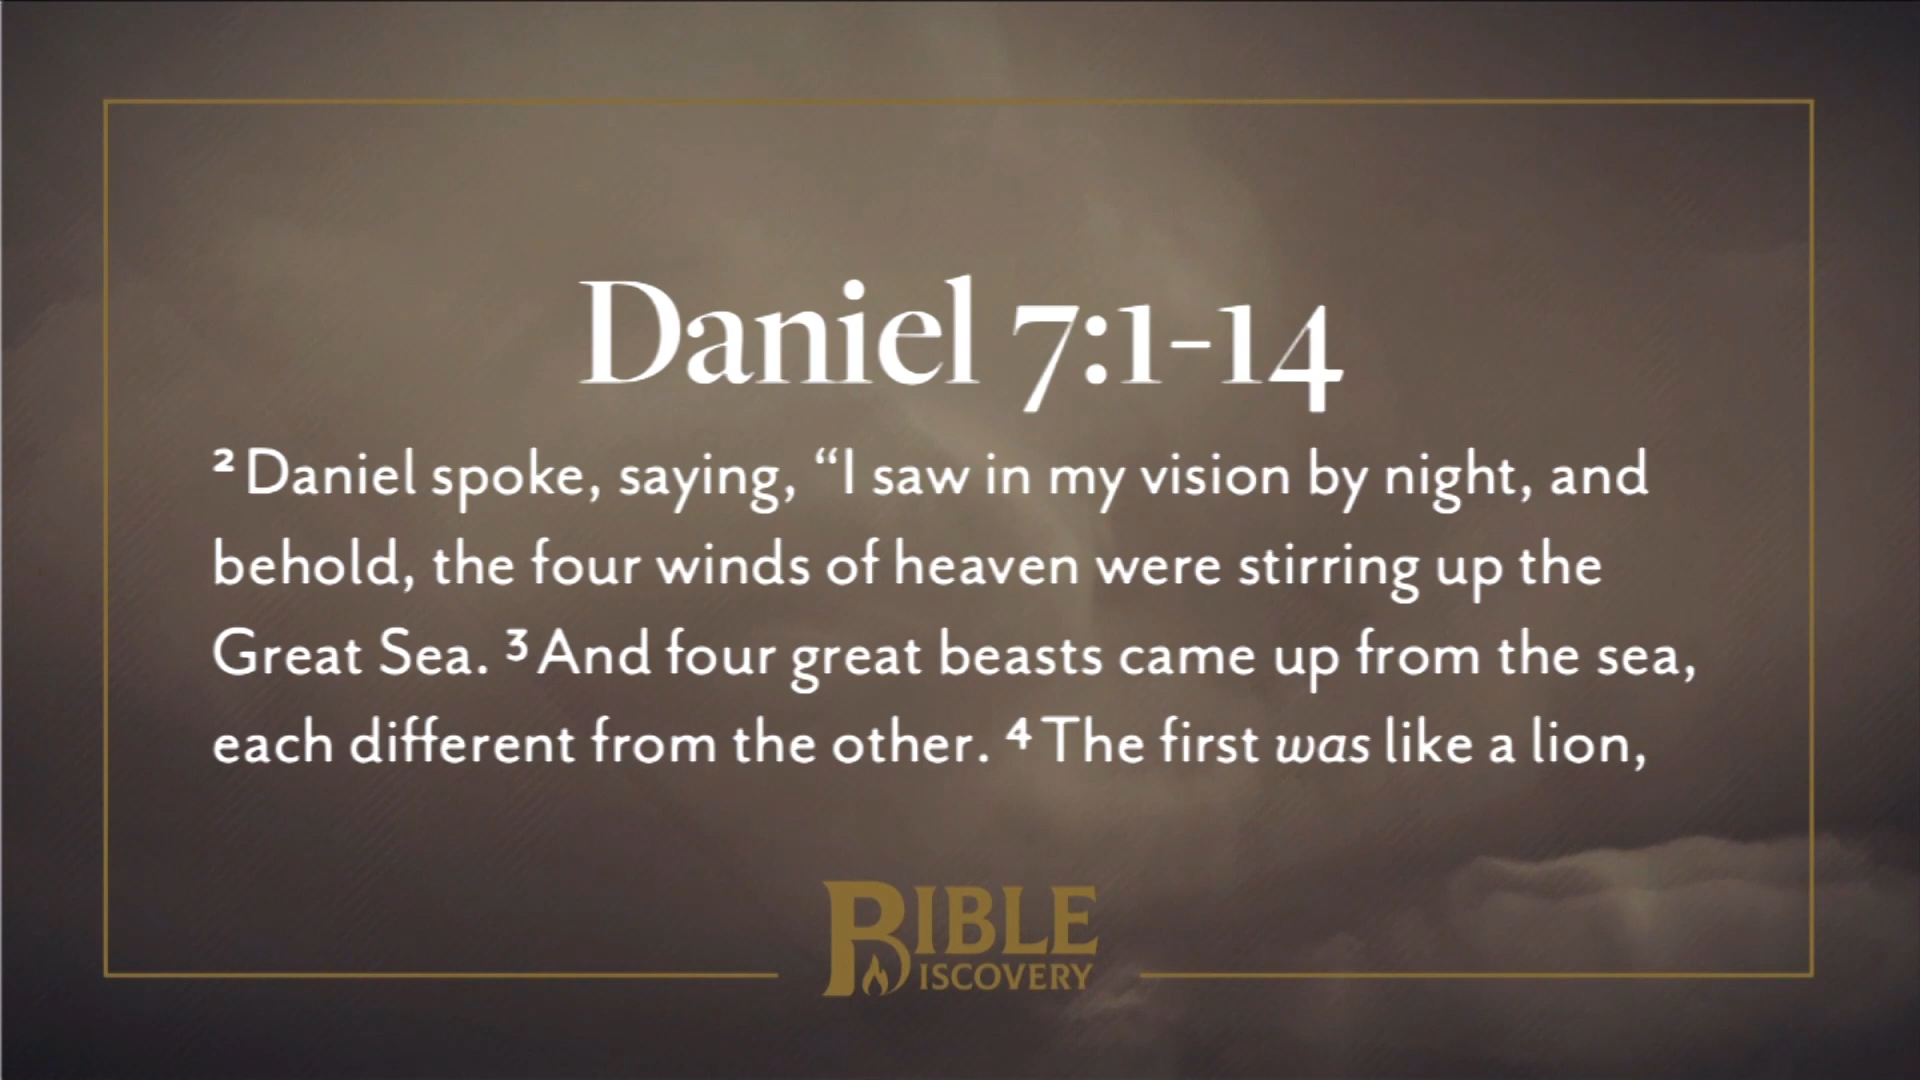 Daniel 7:1-14
² Daniel spoke, saying, “I saw in my vision by night, and
behold, the four winds of heaven were stirring up the
Great Sea. ³ And four great beasts came up from the sea,
each different from the other. ⁴ The first was like a lion,
BIBLE
DISCOVERY